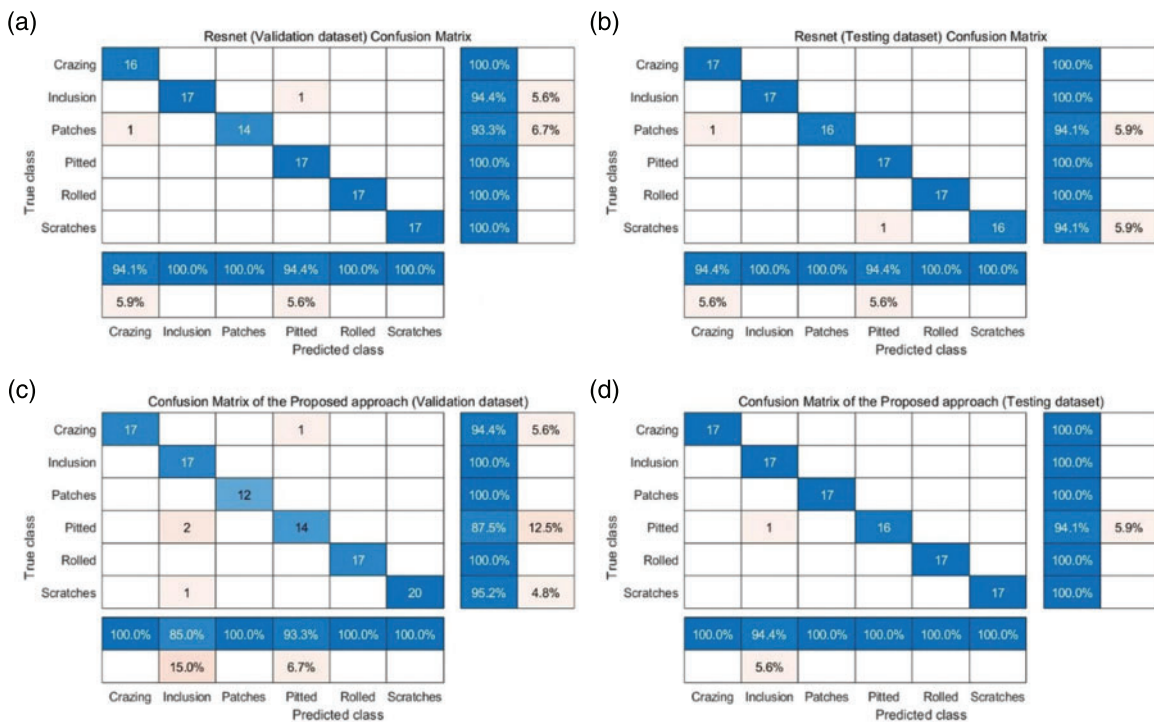 (a)
Resnet (Validation dataset) Confusion Matrix
Crazing 16 100.0%
Inclusion 17 1 94.4% 5.6%
Patches 1 14 93.3% 6.7%
Pitted 17 100.0%
Rolled 17 100.0%
Scratches 17 100.0%
True class
94.1% 100.0% 100.0% 94.4% 100.0% 100.0%
5.9% 5.6%
Crazing Inclusion Patches Pitted Rolled Scratches
Predicted class
(b)
Resnet (Testing dataset) Confusion Matrix
Crazing 17 100.0%
Inclusion 17 100.0%
Patches 1 16 94.1% 5.9%
Pitted 17 100.0%
Rolled 17 100.0%
Scratches 1 16 94.1% 5.9%
True class
94.4% 100.0% 100.0% 94.4% 100.0% 100.0%
5.6% 5.6%
Crazing Inclusion Patches Pitted Rolled Scratches
Predicted class
(c)
Confusion Matrix of the Proposed approach (Validation dataset)
Crazing 17 1 94.4% 5.6%
Inclusion 17 100.0%
Patches 12 100.0%
Pitted 2 14 87.5% 12.5%
Rolled 17 100.0%
Scratches 1 20 95.2% 4.8%
True class
100.0% 85.0% 100.0% 93.3% 100.0% 100.0%
15.0% 6.7%
Crazing Inclusion Patches Pitted Rolled Scratches
Predicted class
(d)
Confusion Matrix of the Proposed approach (Testing dataset)
Crazing 17 100.0%
Inclusion 17 100.0%
Patches 17 100.0%
Pitted 1 16 94.1% 5.9%
Rolled 17 100.0%
Scratches 17 100.0%
True class
100.0% 94.4% 100.0% 100.0% 100.0% 100.0%
5.6%
Crazing Inclusion Patches Pitted Rolled Scratches
Predicted class